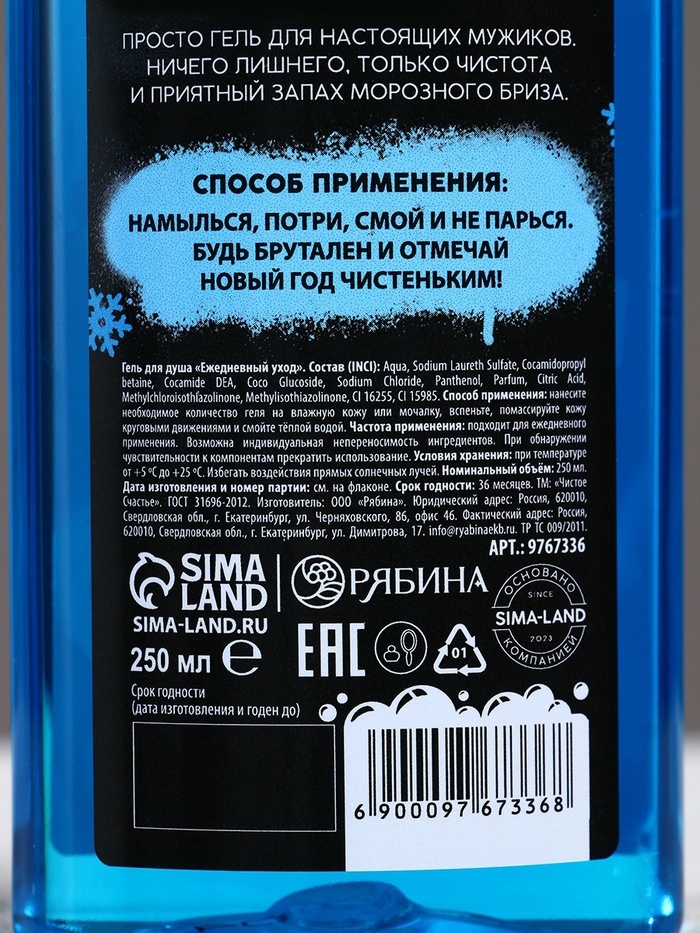 ПРОСТО ГЕЛЬ ДЛЯ НАСТОЯЩИХ МУЖИКОВ.
НИЧЕГО ЛИШНЕГО, ТОЛЬКО ЧИСТОТА
И ПРИЯТНЫЙ ЗАПАХ МОРОЗНОГО БРИЗА.
СПОСОБ ПРИМЕНЕНИЯ:
НАМЫЛЬСЯ, ПОТРИ, СМОЙ И НЕ ПАРЬСЯ.
БУДЬ БРУТАЛЕН И ОТМЕЧАЙ
НОВЫЙ ГОД ЧИСТЕНЬКИМ!
Гель для душа «Ежедневный уход». Состав (INCI): Aqua, Sodium Laureth Sulfate, Cocamidopropyl
betaine, Cocamide DEA, Coco Glucoside, Sodium Chloride, Panthenol, Parfum, Citric Acid,
Methylchloroisothiazolinone, Methylisothiazolinone, CI 16255, CI 15985. Способ применения: нанесите
необходимое количество геля на влажную кожу или мочалку, вспеньте, помассируйте кожу
круговыми движениями и смойте тёплой водой. Частота применения: подходит для ежедневного
применения. Возможна индивидуальная непереносимость ингредиентов. При обнаружении
чувствительности к компонентам прекратить использование. Условия хранения: при температуре
от +5 ºС до +25 ºС. Избегать воздействия прямых солнечных лучей. Номинальный объём: 250 мл.
Дата изготовления и номер партии: см. на флаконе. Срок годности: 36 месяцев. ТМ: «Чистое
Счастье». ГОСТ 31696-2012. Изготовитель: ООО «Рябина». Юридический адрес: Россия, 620010,
Свердловская обл., г. Екатеринбург, ул. Черняховского, 86, офис 46. Фактический адрес: Россия,
620010, Свердловская обл., г. Екатеринбург, ул. Димитрова, 17. info@ryabinaekb.ru ТР ТС 009/2011.
АРТ.: 9767336
SIMA
LAND
SIMA-LAND.RU
РЯБИНА
ОСНОВАНО
SINCE
SIMA-LAND
2023
КОМПАНИЕЙ
250 мл ℮
EAC
01
Срок годности
(дата изготовления и годен до)
6 900097 673368